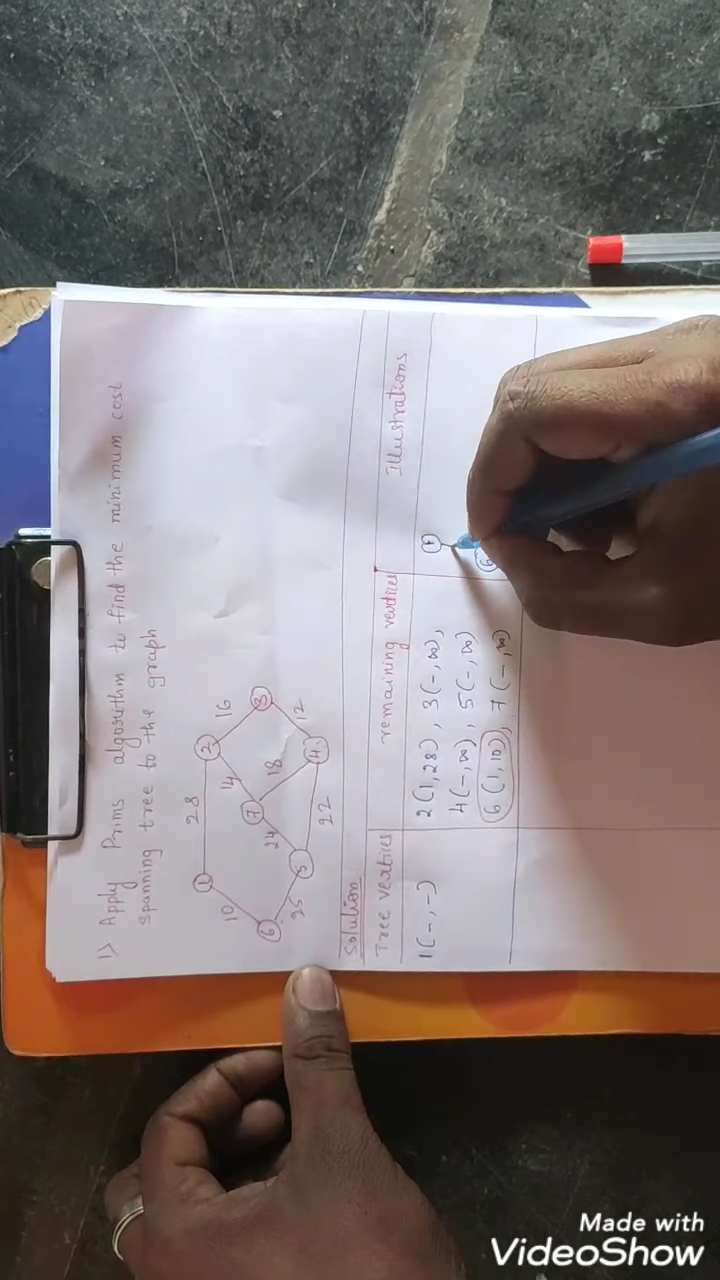 1> Apply Prims algorithm to find the minimum cost
spanning tree to the graph
28
1
2
16
10
14
3
6
7
18
12
24
25
5
4
22
Solution
Tree vertices
remaining vertices
Illustrations
1(-,-)
2(1,28), 3(-,∞),
4(-,∞), 5(-,∞)
6(1,10), 7(-,∞)
1
6
Made with
VideoShow